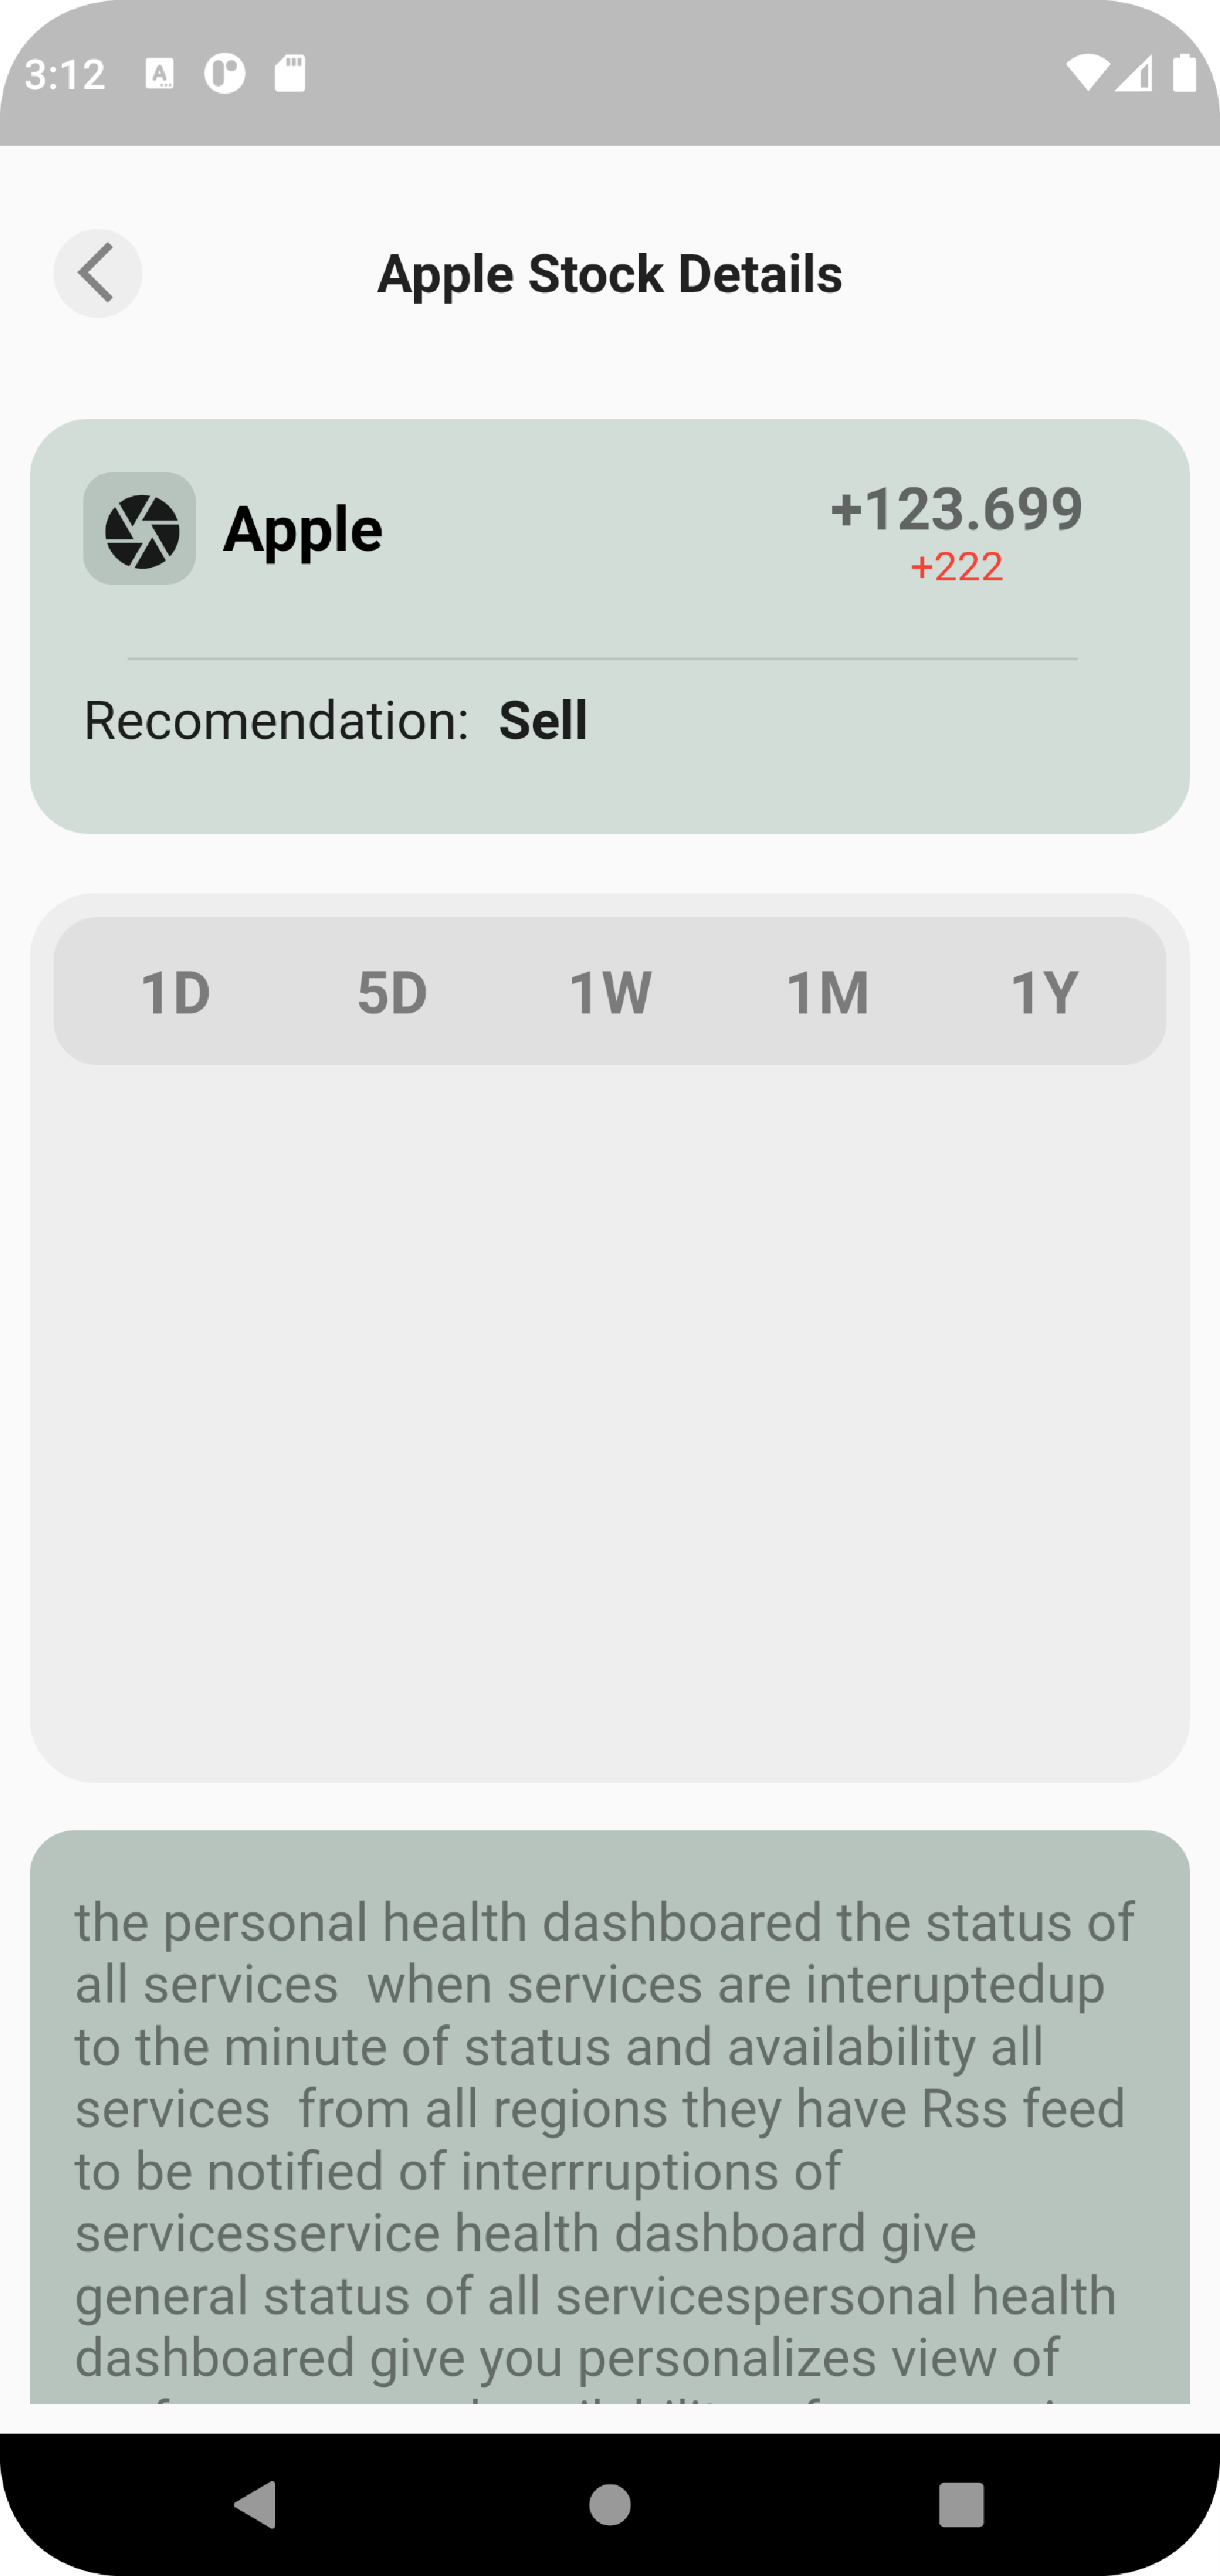 3:12
Apple Stock Details
Apple
+123.699
+222
Recomendation: Sell
1D 5D 1W 1M 1Y
the personal health dashboared the status of
all services  when services are interuptedup
to the minute of status and availability all
services  from all regions they have Rss feed
to be notified of interrruptions of
servicesservice health dashboard give
general status of all servicespersonal health
dashboared give you personalizes view of